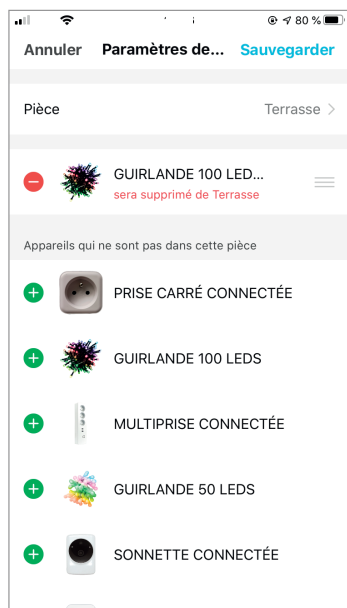 80 %
Annuler Paramètres de... Sauvegarder
Pièce Terrasse >
GUIRLANDE 100 LED...
sera supprimé de Terrasse
Appareils qui ne sont pas dans cette pièce
PRISE CARRÉ CONNECTÉE
GUIRLANDE 100 LEDS
MULTIPRISE CONNECTÉE
GUIRLANDE 50 LEDS
SONNETTE CONNECTÉE